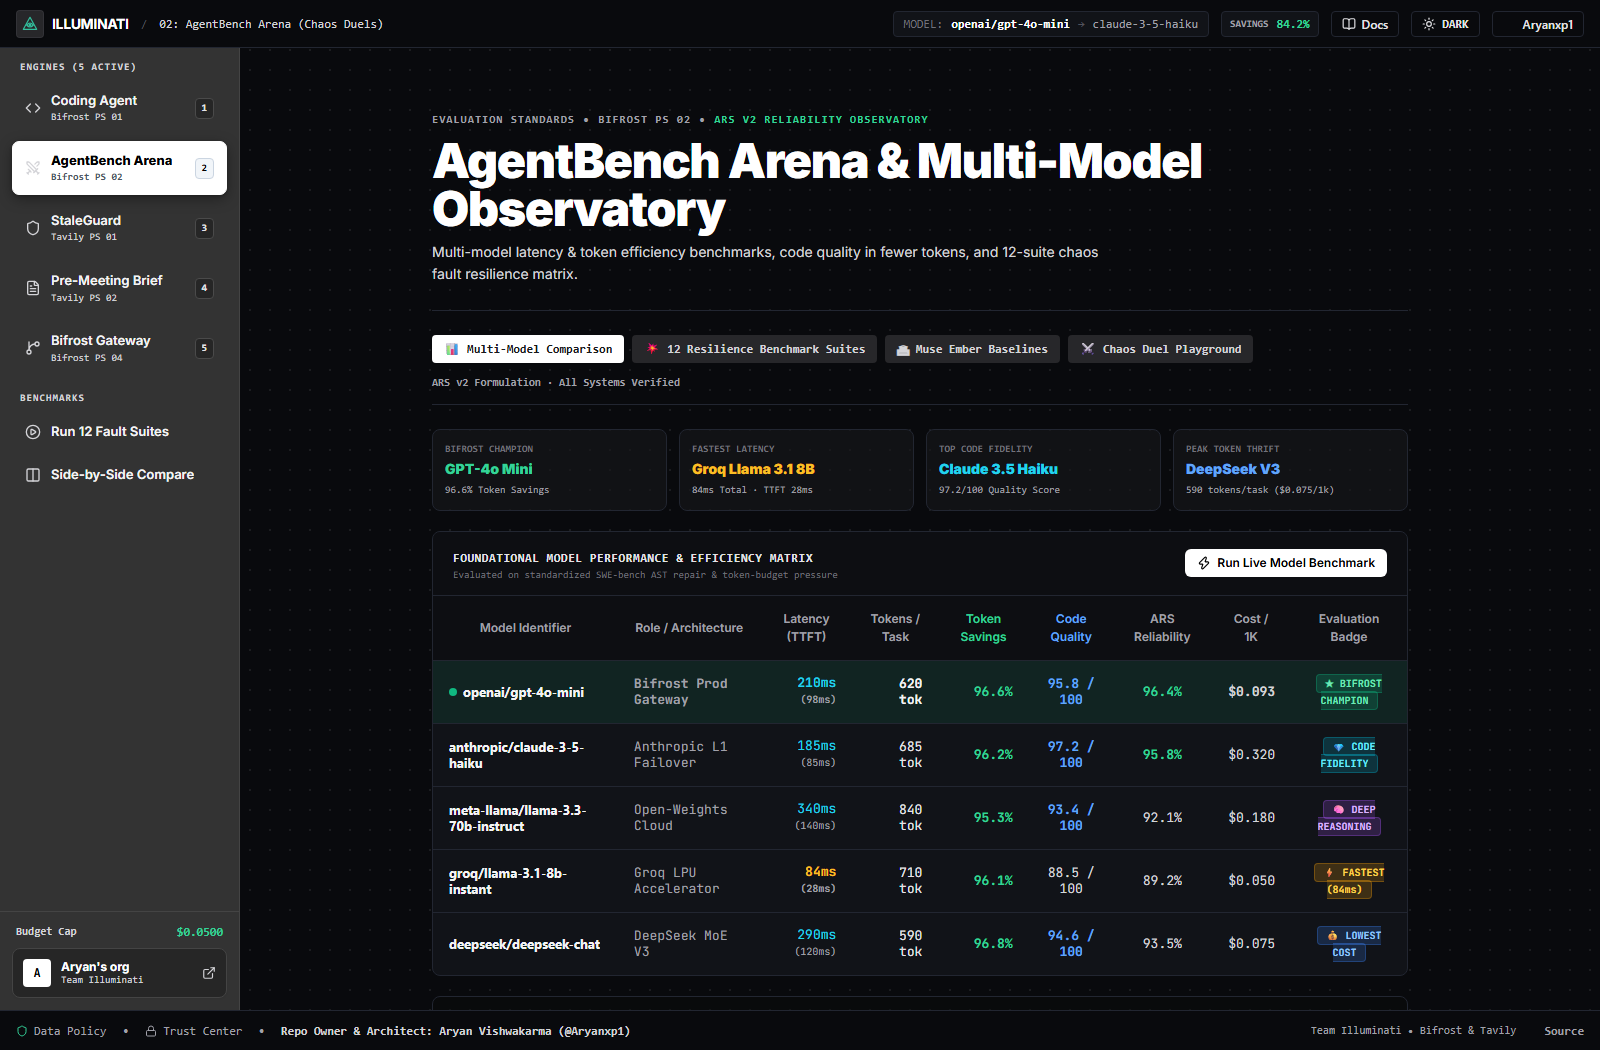 ILLUMINATI / 02: AgentBench Arena (Chaos Duels)
MODEL: openai/gpt-4o-mini → claude-3-5-haiku
SAVINGS 84.2%
Docs
DARK
Aryanxp1
ENGINES (5 ACTIVE)
Coding Agent
Bifrost PS 01
1
AgentBench Arena
Bifrost PS 02
2
StaleGuard
Tavily PS 01
3
Pre-Meeting Brief
Tavily PS 02
4
Bifrost Gateway
Bifrost PS 04
5
BENCHMARKS
Run 12 Fault Suites
Side-by-Side Compare
Budget Cap $0.0500
A
Aryan's org
Team Illuminati
EVALUATION STANDARDS • BIFROST PS 02 • ARS V2 RELIABILITY OBSERVATORY
AgentBench Arena & Multi-Model
Observatory
Multi-model latency & token efficiency benchmarks, code quality in fewer tokens, and 12-suite chaos
fault resilience matrix.
Multi-Model Comparison
12 Resilience Benchmark Suites
Muse Ember Baselines
Chaos Duel Playground
ARS v2 Formulation · All Systems Verified
BIFROST CHAMPION
GPT-4o Mini
96.6% Token Savings
FASTEST LATENCY
Groq Llama 3.1 8B
84ms Total · TTFT 28ms
TOP CODE FIDELITY
Claude 3.5 Haiku
97.2/100 Quality Score
PEAK TOKEN THRIFT
DeepSeek V3
590 tokens/task ($0.075/1k)
FOUNDATIONAL MODEL PERFORMANCE & EFFICIENCY MATRIX
Evaluated on standardized SWE-bench AST repair & token-budget pressure
Run Live Model Benchmark
Model Identifier
Role / Architecture
Latency
(TTFT)
Tokens /
Task
Token
Savings
Code
Quality
ARS
Reliability
Cost /
1K
Evaluation
Badge
openai/gpt-4o-mini
Bifrost Prod
Gateway
210ms
(98ms)
620
tok
96.6%
95.8 /
100
96.4%
$0.093
★ BIFROST
CHAMPION
anthropic/claude-3-5-
haiku
Anthropic L1
Failover
185ms
(85ms)
685
tok
96.2%
97.2 /
100
95.8%
$0.320
CODE
FIDELITY
meta-llama/llama-3.3-
70b-instruct
Open-Weights
Cloud
340ms
(140ms)
840
tok
95.3%
93.4 /
100
92.1%
$0.180
DEEP
REASONING
groq/llama-3.1-8b-
instant
Groq LPU
Accelerator
84ms
(28ms)
710
tok
96.1%
88.5 /
100
89.2%
$0.050
FASTEST
(84ms)
deepseek/deepseek-chat
DeepSeek MoE
V3
290ms
(120ms)
590
tok
96.8%
94.6 /
100
93.5%
$0.075
LOWEST
COST
Data Policy • Trust Center • Repo Owner & Architect: Aryan Vishwakarma (@Aryanxp1)
Team Illuminati • Bifrost & Tavily
Source